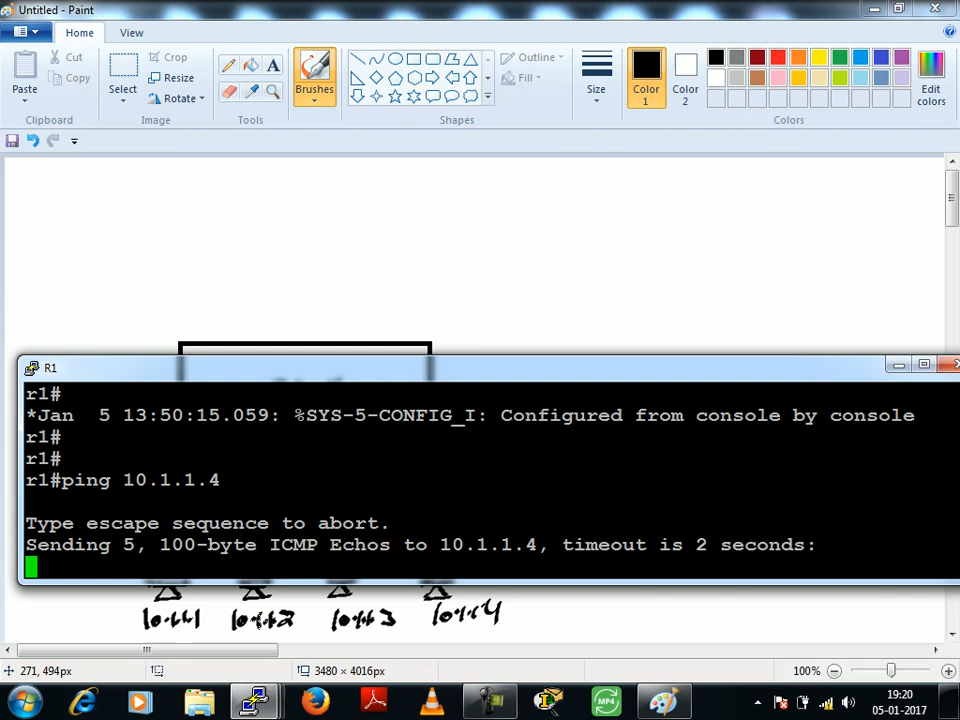 Untitled - Paint
Home View
Paste
Cut
Copy
Clipboard
Select
Crop
Resize
Rotate
Image
Tools
Brushes
Outline
Fill
Shapes
Size
Color 1
Color 2
Edit colors
Colors
R1
r1#
*Jan  5 13:50:15.059: %SYS-5-CONFIG_I: Configured from console by console
r1#
r1#
r1#ping 10.1.1.4
Type escape sequence to abort.
Sending 5, 100-byte ICMP Echos to 10.1.1.4, timeout is 2 seconds:
10.1.1.1 10.1.1.2 10.1.1.3 10.1.1.4
271, 494px 3480 × 4016px 100%
MP4
19:20
05-01-2017